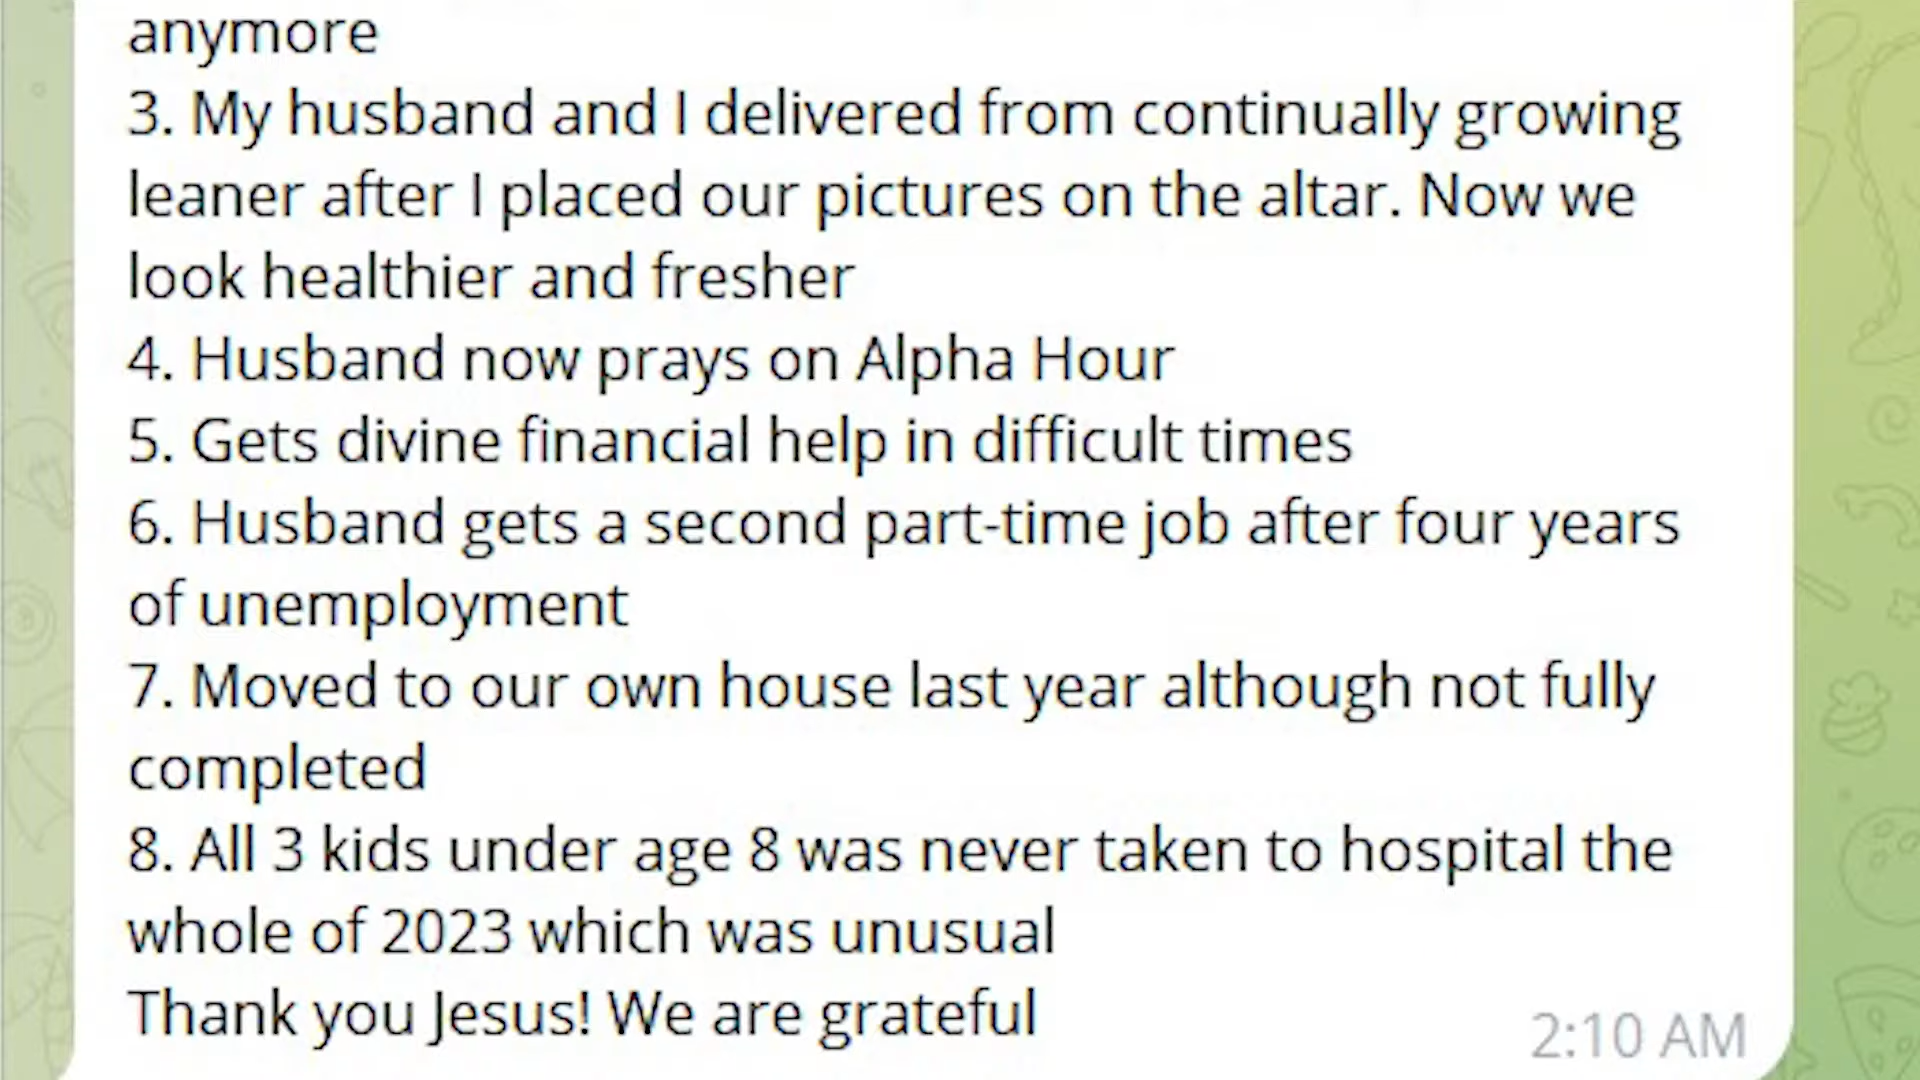 anymore
3. My husband and I delivered from continually growing
leaner after I placed our pictures on the altar. Now we
look healthier and fresher
4. Husband now prays on Alpha Hour
5. Gets divine financial help in difficult times
6. Husband gets a second part-time job after four years
of unemployment
7. Moved to our own house last year although not fully
completed
8. All 3 kids under age 8 was never taken to hospital the
whole of 2023 which was unusual
Thank you Jesus! We are grateful
2:10 AM